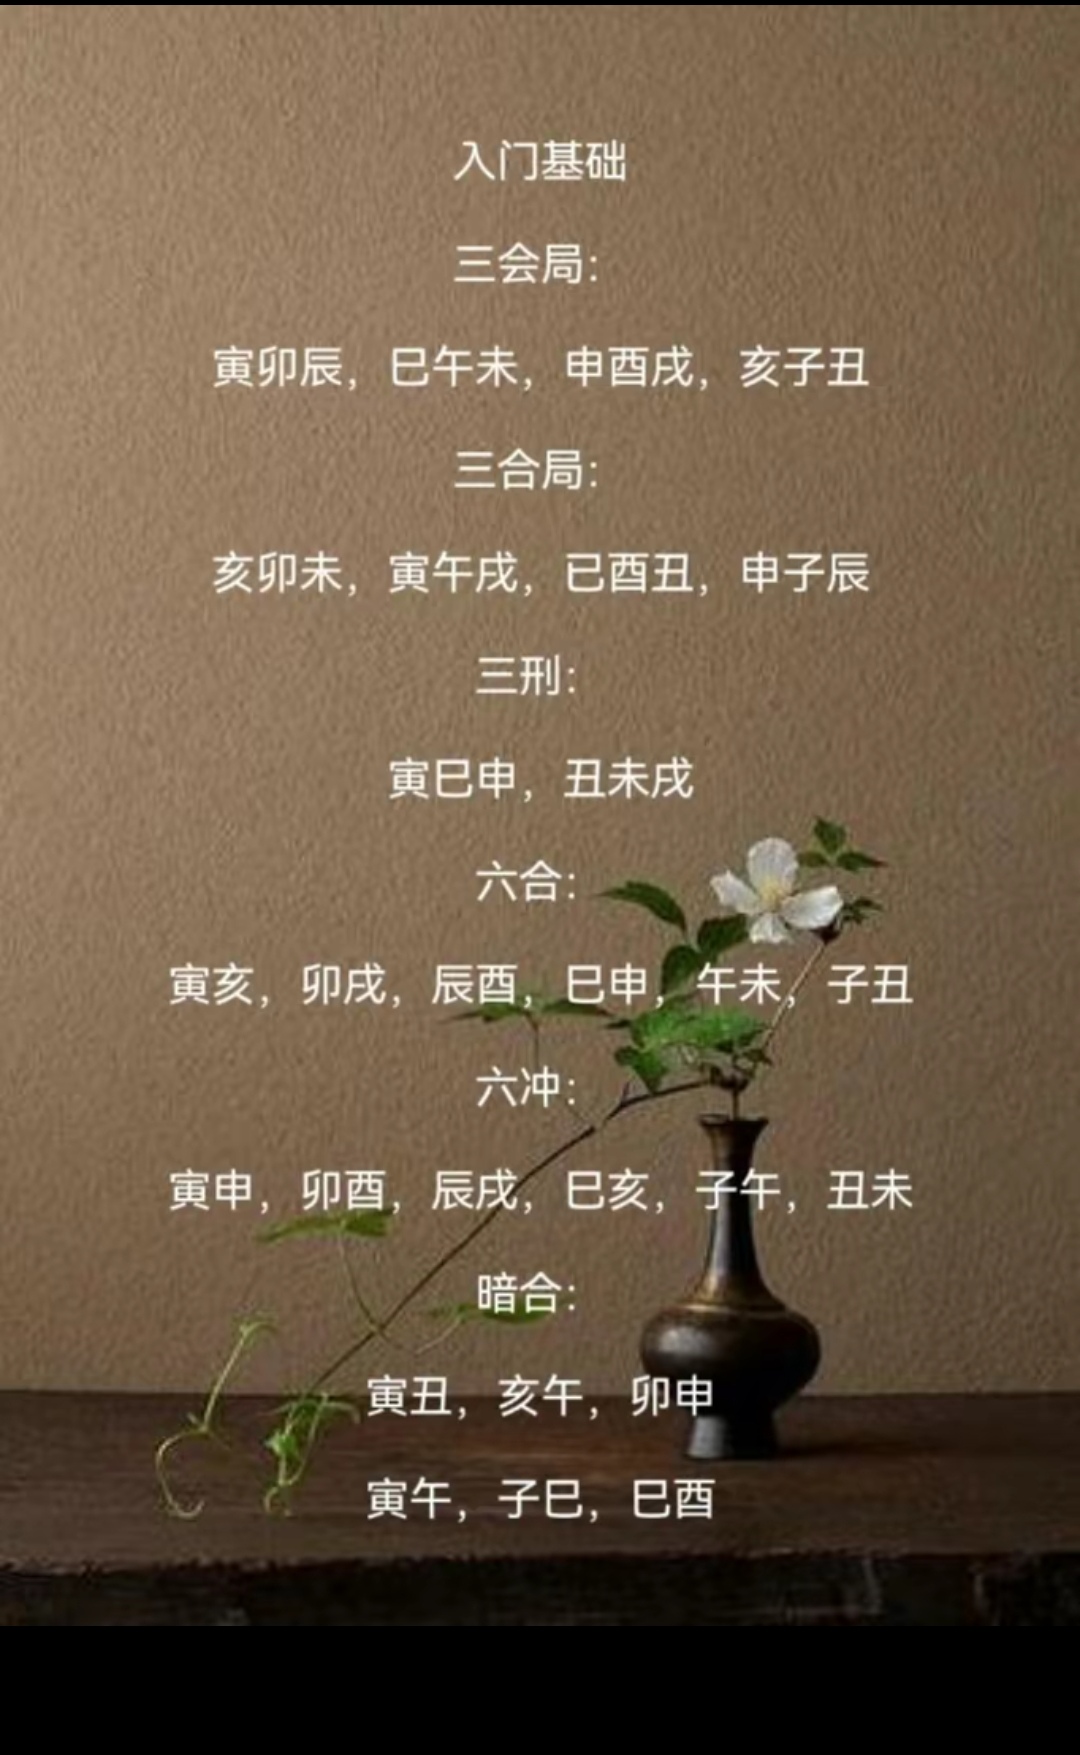 入门基础
三会局：
寅卯辰，巳午未，申酉戌，亥子丑
三合局：
亥卯未，寅午戌，已酉丑，申子辰
三刑：
寅巳申，丑未戌
六合：
寅亥，卯戌，辰酉，巳申，午未，子丑
六冲：
寅申，卯酉，辰戌，巳亥，子午，丑未
暗合：
寅丑，亥午，卯申
寅午，子巳，巳酉